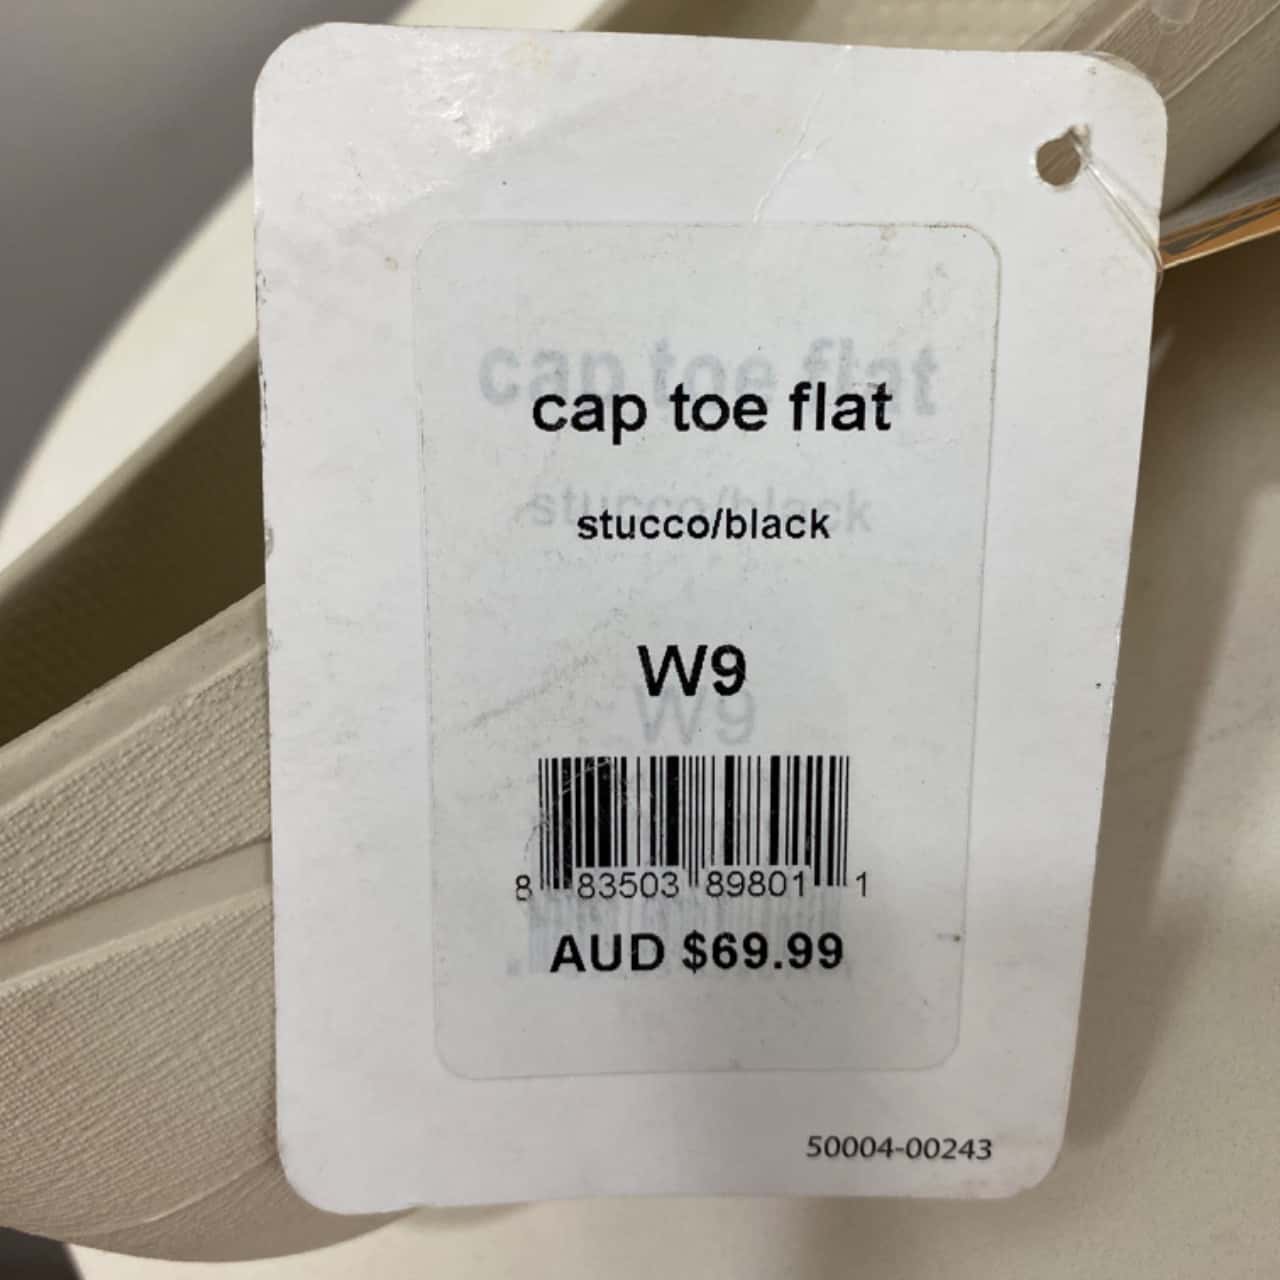 cap toe flat
stucco/black
W9
8 83503 89801 1
AUD $69.99
50004-00243